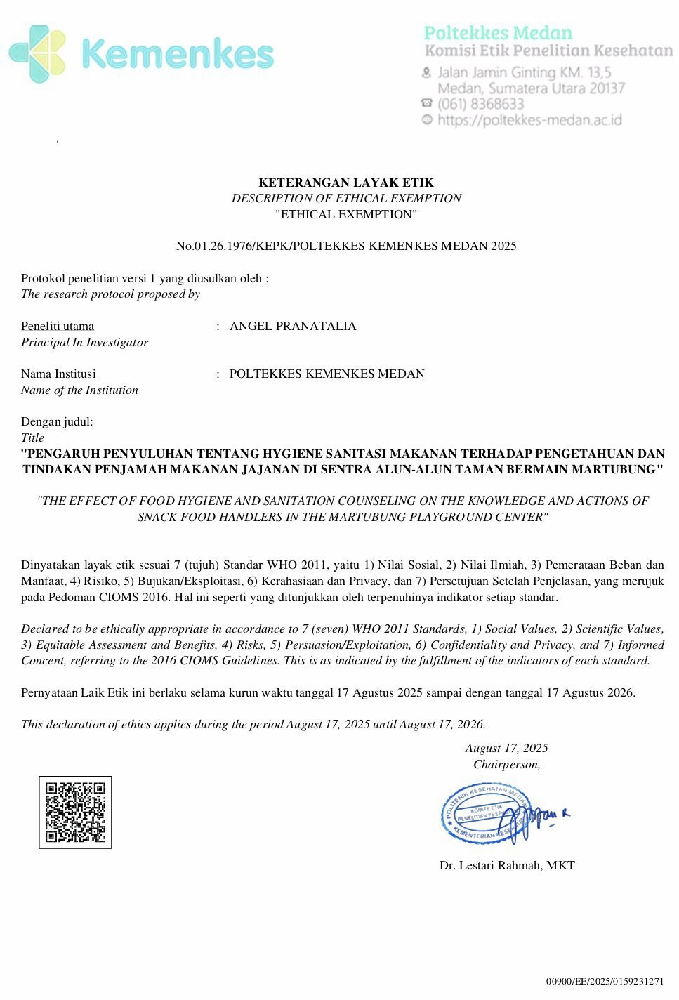 Kemenkes
Poltekkes Medan
Komisi Etik Penelitian Kesehatan
Jalan Jamin Ginting KM. 13,5
Medan, Sumatera Utara 20137
(061) 8368633
https://poltekkes-medan.ac.id
KETERANGAN LAYAK ETIK
DESCRIPTION OF ETHICAL EXEMPTION
"ETHICAL EXEMPTION"
No.01.26.1976/KEPK/POLTEKKES KEMENKES MEDAN 2025
Protokol penelitian versi 1 yang diusulkan oleh :
The research protocol proposed by
Peneliti utama : ANGEL PRANATALIA
Principal In Investigator
Nama Institusi : POLTEKKES KEMENKES MEDAN
Name of the Institution
Dengan judul:
Title
"PENGARUH PENYULUHAN TENTANG HYGIENE SANITASI MAKANAN TERHADAP PENGETAHUAN DAN
TINDAKAN PENJAMAH MAKANAN JAJANAN DI SENTRA ALUN-ALUN TAMAN BERMAIN MARTUBUNG"
"THE EFFECT OF FOOD HYGIENE AND SANITATION COUNSELING ON THE KNOWLEDGE AND ACTIONS OF
SNACK FOOD HANDLERS IN THE MARTUBUNG PLAYGROUND CENTER"
Dinyatakan layak etik sesuai 7 (tujuh) Standar WHO 2011, yaitu 1) Nilai Sosial, 2) Nilai Ilmiah, 3) Pemerataan Beban dan
Manfaat, 4) Risiko, 5) Bujukan/Eksploitasi, 6) Kerahasiaan dan Privacy, dan 7) Persetujuan Setelah Penjelasan, yang merujuk
pada Pedoman CIOMS 2016. Hal ini seperti yang ditunjukkan oleh terpenuhinya indikator setiap standar.
Declared to be ethically appropriate in accordance to 7 (seven) WHO 2011 Standards, 1) Social Values, 2) Scientific Values,
3) Equitable Assessment and Benefits, 4) Risks, 5) Persuasion/Exploitation, 6) Confidentiality and Privacy, and 7) Informed
Concent, referring to the 2016 CIOMS Guidelines. This is as indicated by the fulfillment of the indicators of each standard.
Pernyataan Laik Etik ini berlaku selama kurun waktu tanggal 17 Agustus 2025 sampai dengan tanggal 17 Agustus 2026.
This declaration of ethics applies during the period August 17, 2025 until August 17, 2026.
August 17, 2025
Chairperson,
POLITENIK KESEHATAN MEDAN
KOMITE ETIK
PENELITIAN
KEMENTERIAN
Dr. Lestari Rahmah, MKT
00900/EE/2025/0159231271